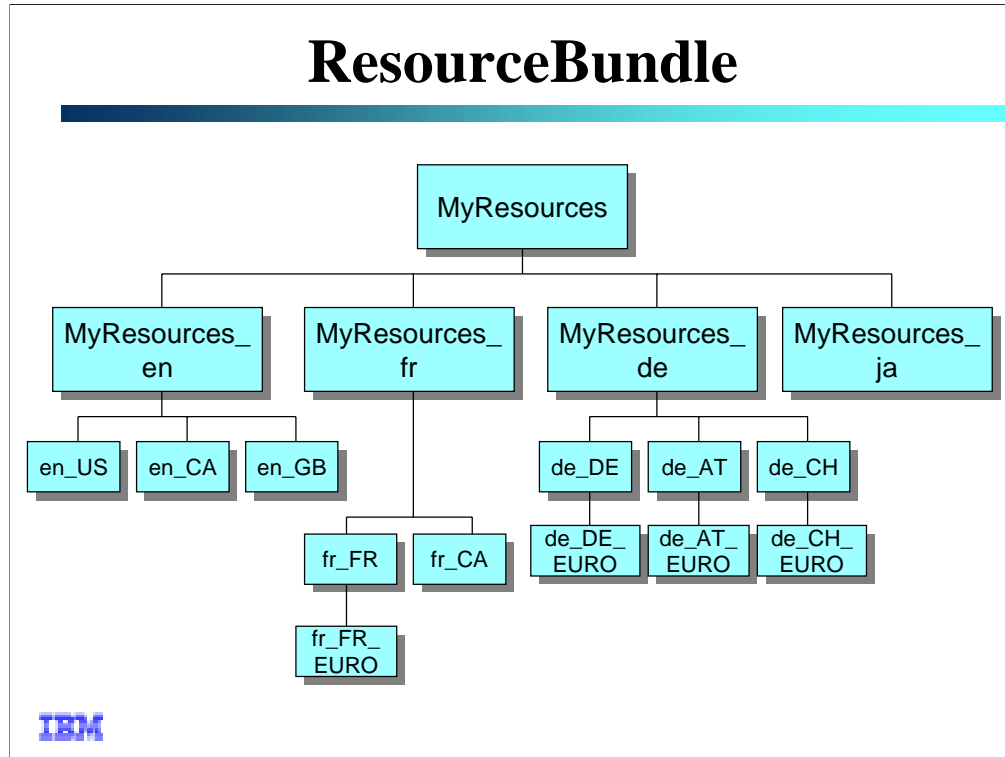 ResourceBundle
MyResources
MyResources_
en
MyResources_
fr
MyResources_
de
MyResources_
ja
en_US
en_CA
en_GB
de_DE
de_AT
de_CH
fr_FR
fr_CA
de_DE_
EURO
de_AT_
EURO
de_CH_
EURO
fr_FR_
EURO
IBM